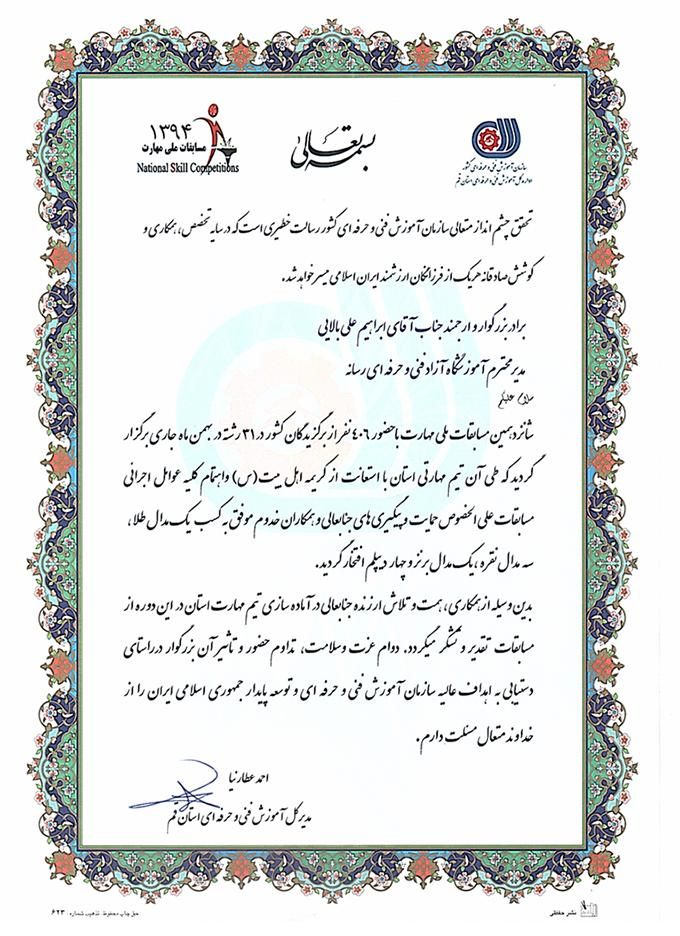 ۱۳۹۴
مسابقات ملی مهارت
National Skill Competitions
بسمه تعالی
سازمان آموزش فنی و حرفه ای کشور
اداره کل آموزش فنی و حرفه ای استان قم
تحقق چشم انداز متعالی سازمان آموزش فنی و حرفه ای کشور رسالت خطیری است که در سایه تخصص، همکاری و
کوشش صادقانه هر یک از فرزانگان ارزشمند ایران اسلامی میسر خواهد شد.
برادر بزرگوار و ارجمند جناب آقای ابراهیم علی بالایی
مدیر محترم آموزشگاه آزاد فنی و حرفه ای رسانه
سلام علیکم
شانزدهمین مسابقات ملی مهارت با حضور ۴۰۶ نفر از برگزیدگان کشور در ۳۱ رشته در بهمن ماه جاری برگزار
گردید که طی آن تیم مهارتی استان با استعانت از کریمه اهل بیت (س) و اهتمام کلیه عوامل اجرائی
مسابقات علی الخصوص حمایت و پیگیری های جنابعالی و همکاران خدوم موفق به کسب یک مدال طلا،
سه مدال نقره، یک مدال برنز و چهار دیپلم افتخار گردید.
بدین وسیله از همکاری، همت و تلاش ارزنده جنابعالی در آماده سازی تیم مهارت استان در این دوره از
مسابقات تقدیر و تشکر میگردد. دوام عزت و سلامت، تداوم حضور و تاثیر آن بزرگوار در راستای
دستیابی به اهداف عالیه سازمان آموزش فنی و حرفه ای و توسعه پایدار جمهوری اسلامی ایران را از
خداوند متعال مسئلت دارم.
احمد عطارنیا
مدیر کل آموزش فنی و حرفه ای استان قم
نشر حفاظی
حق چاپ محفوظ. تذهیب شماره: ۶۲۳